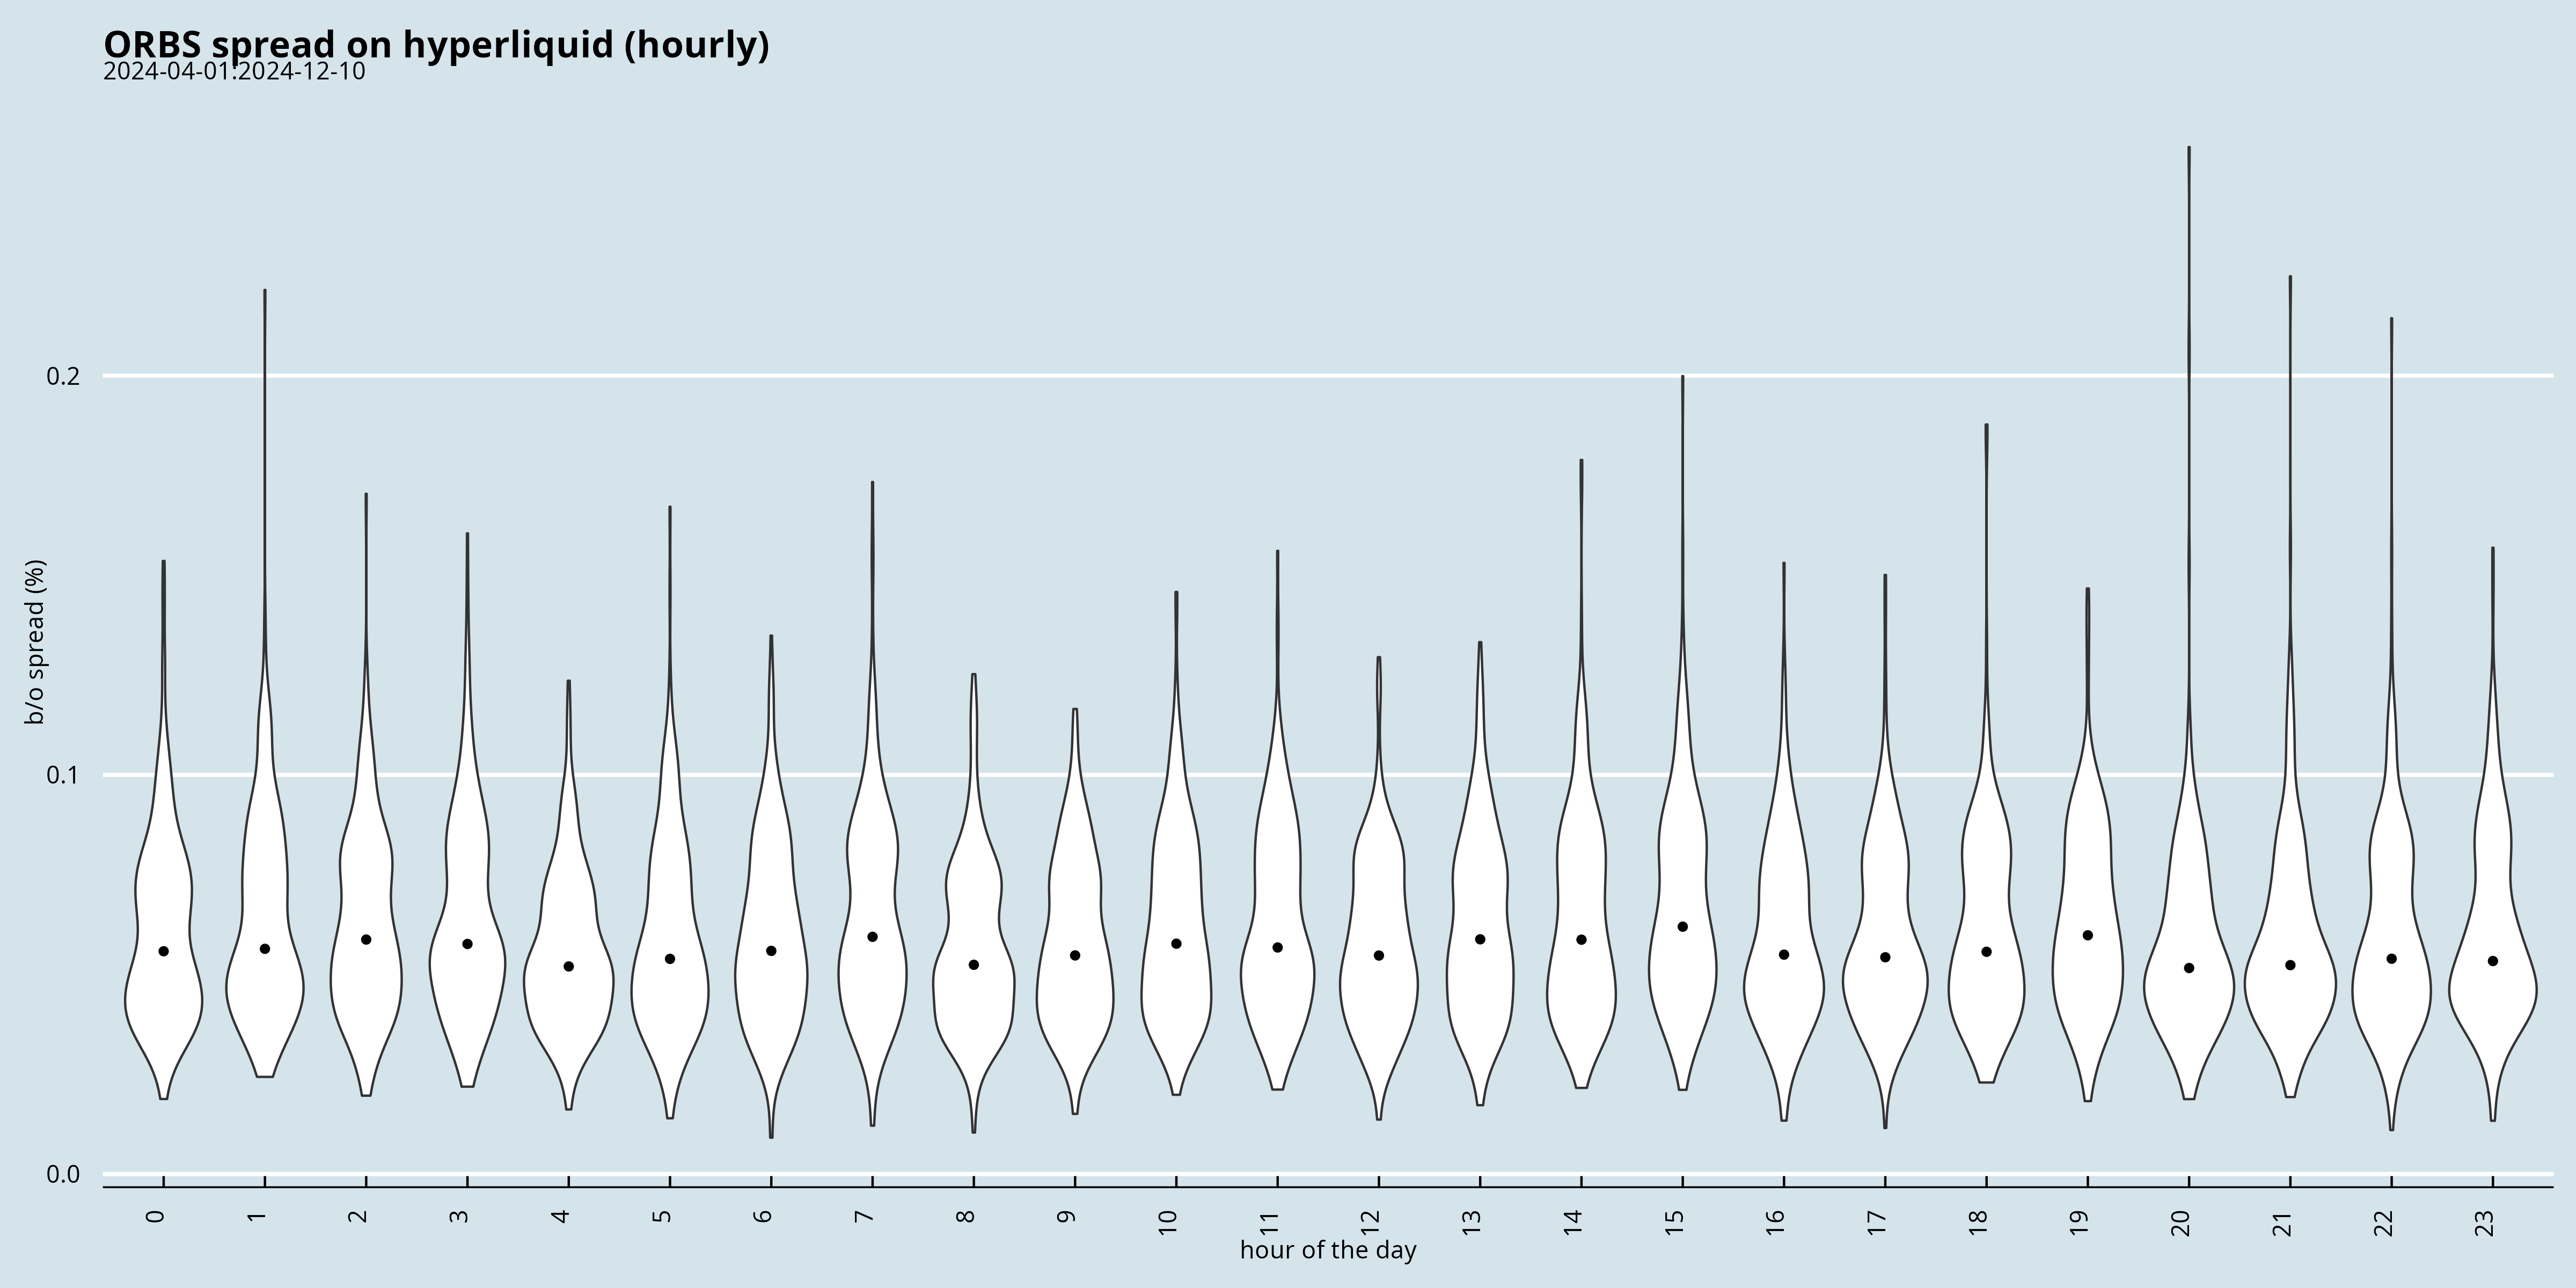 ORBS spread on hyperliquid (hourly)
2024-04-01:2024-12-10
b/o spread (%)
0.2
0.1
0.0
0 1 2 3 4 5 6 7 8 9 10 11 12 13 14 15 16 17 18 19 20 21 22 23
hour of the day